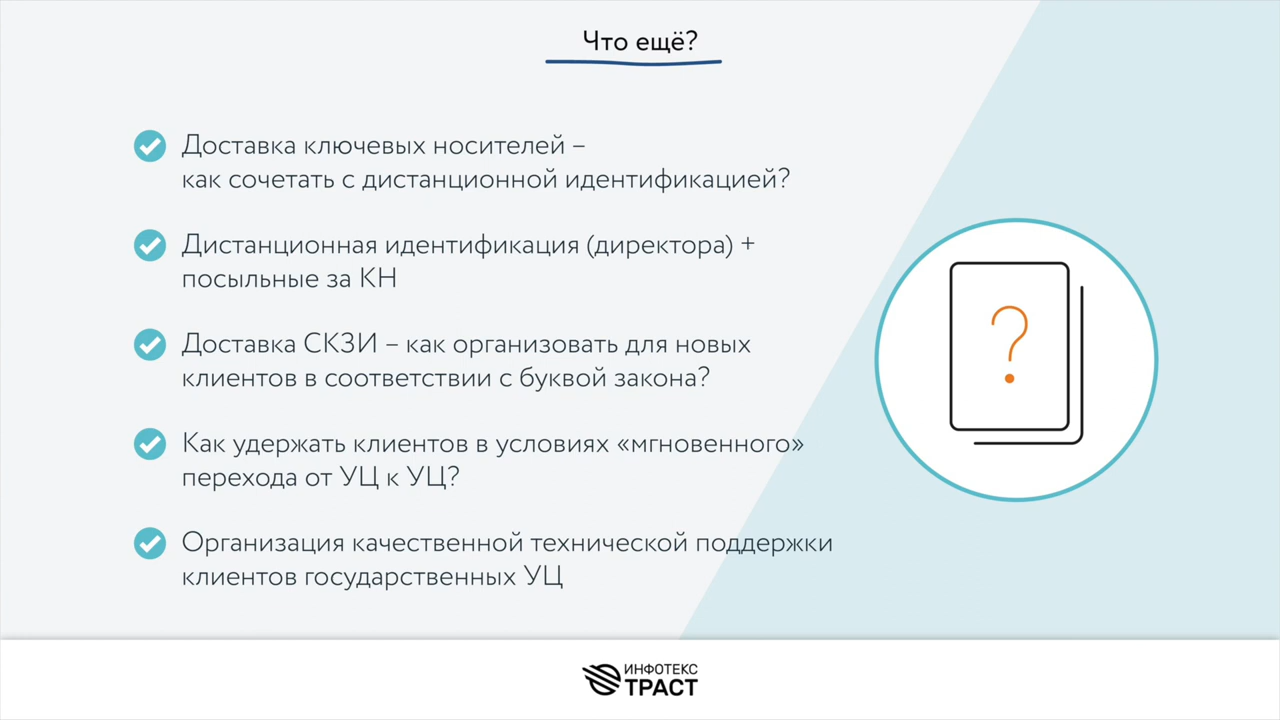 Что ещё?
Доставка ключевых носителей –
как сочетать с дистанционной идентификацией?
Дистанционная идентификация (директора) +
посыльные за КН
Доставка СКЗИ – как организовать для новых
клиентов в соответствии с буквой закона?
Как удержать клиентов в условиях «мгновенного»
перехода от УЦ к УЦ?
Организация качественной технической поддержки
клиентов государственных УЦ
?
ИНФОТЕКС
ТРАСТ